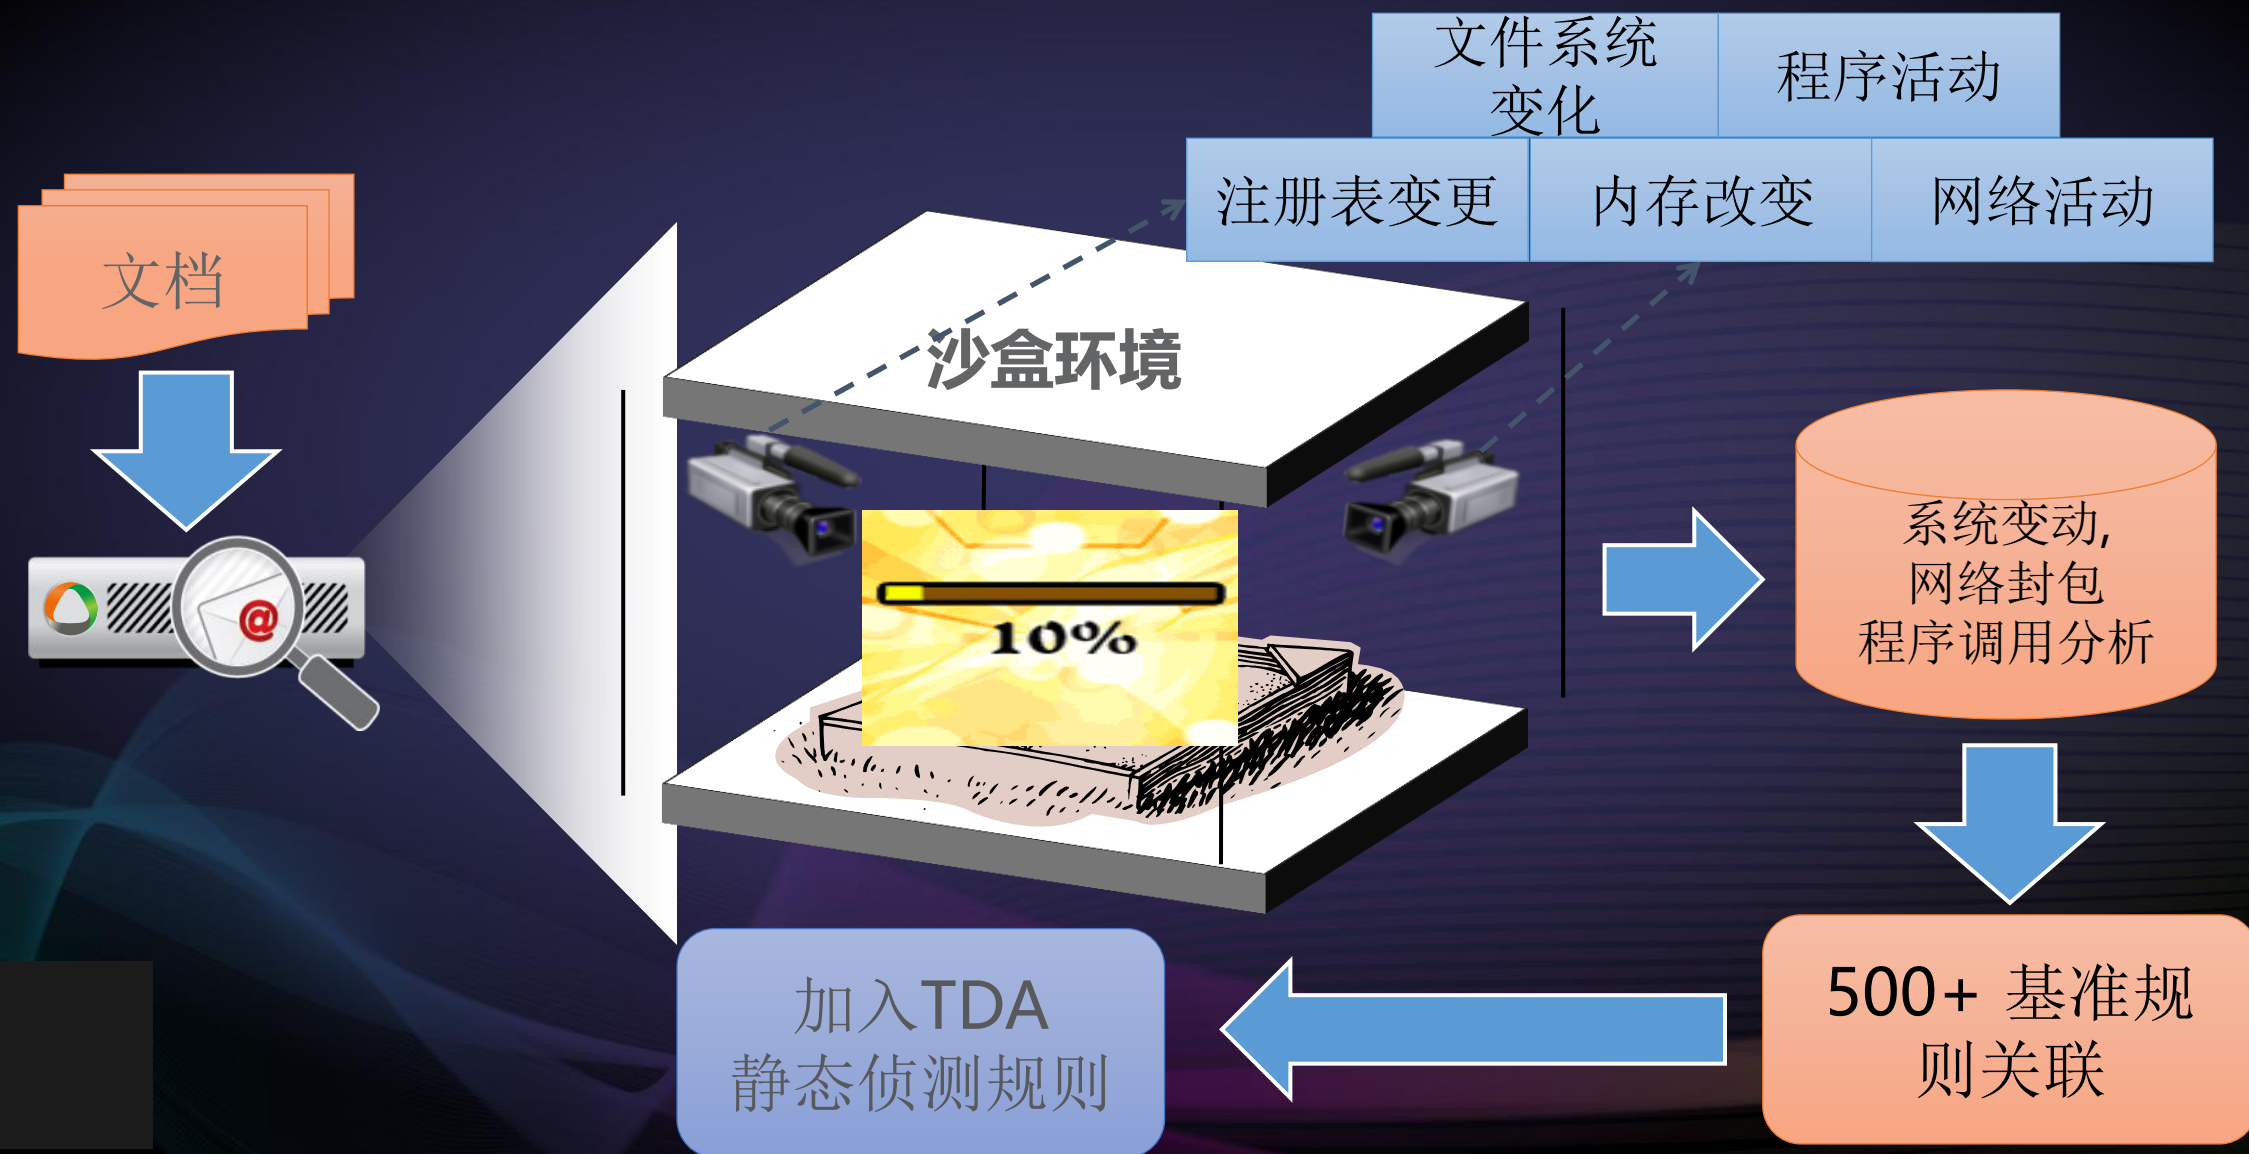 文件系统
变化
程序活动
注册表变更
内存改变
网络活动
文档
沙盒环境
@
10%
系统变动,
网络封包
程序调用分析
500+ 基准规
则关联
加入TDA
静态侦测规则